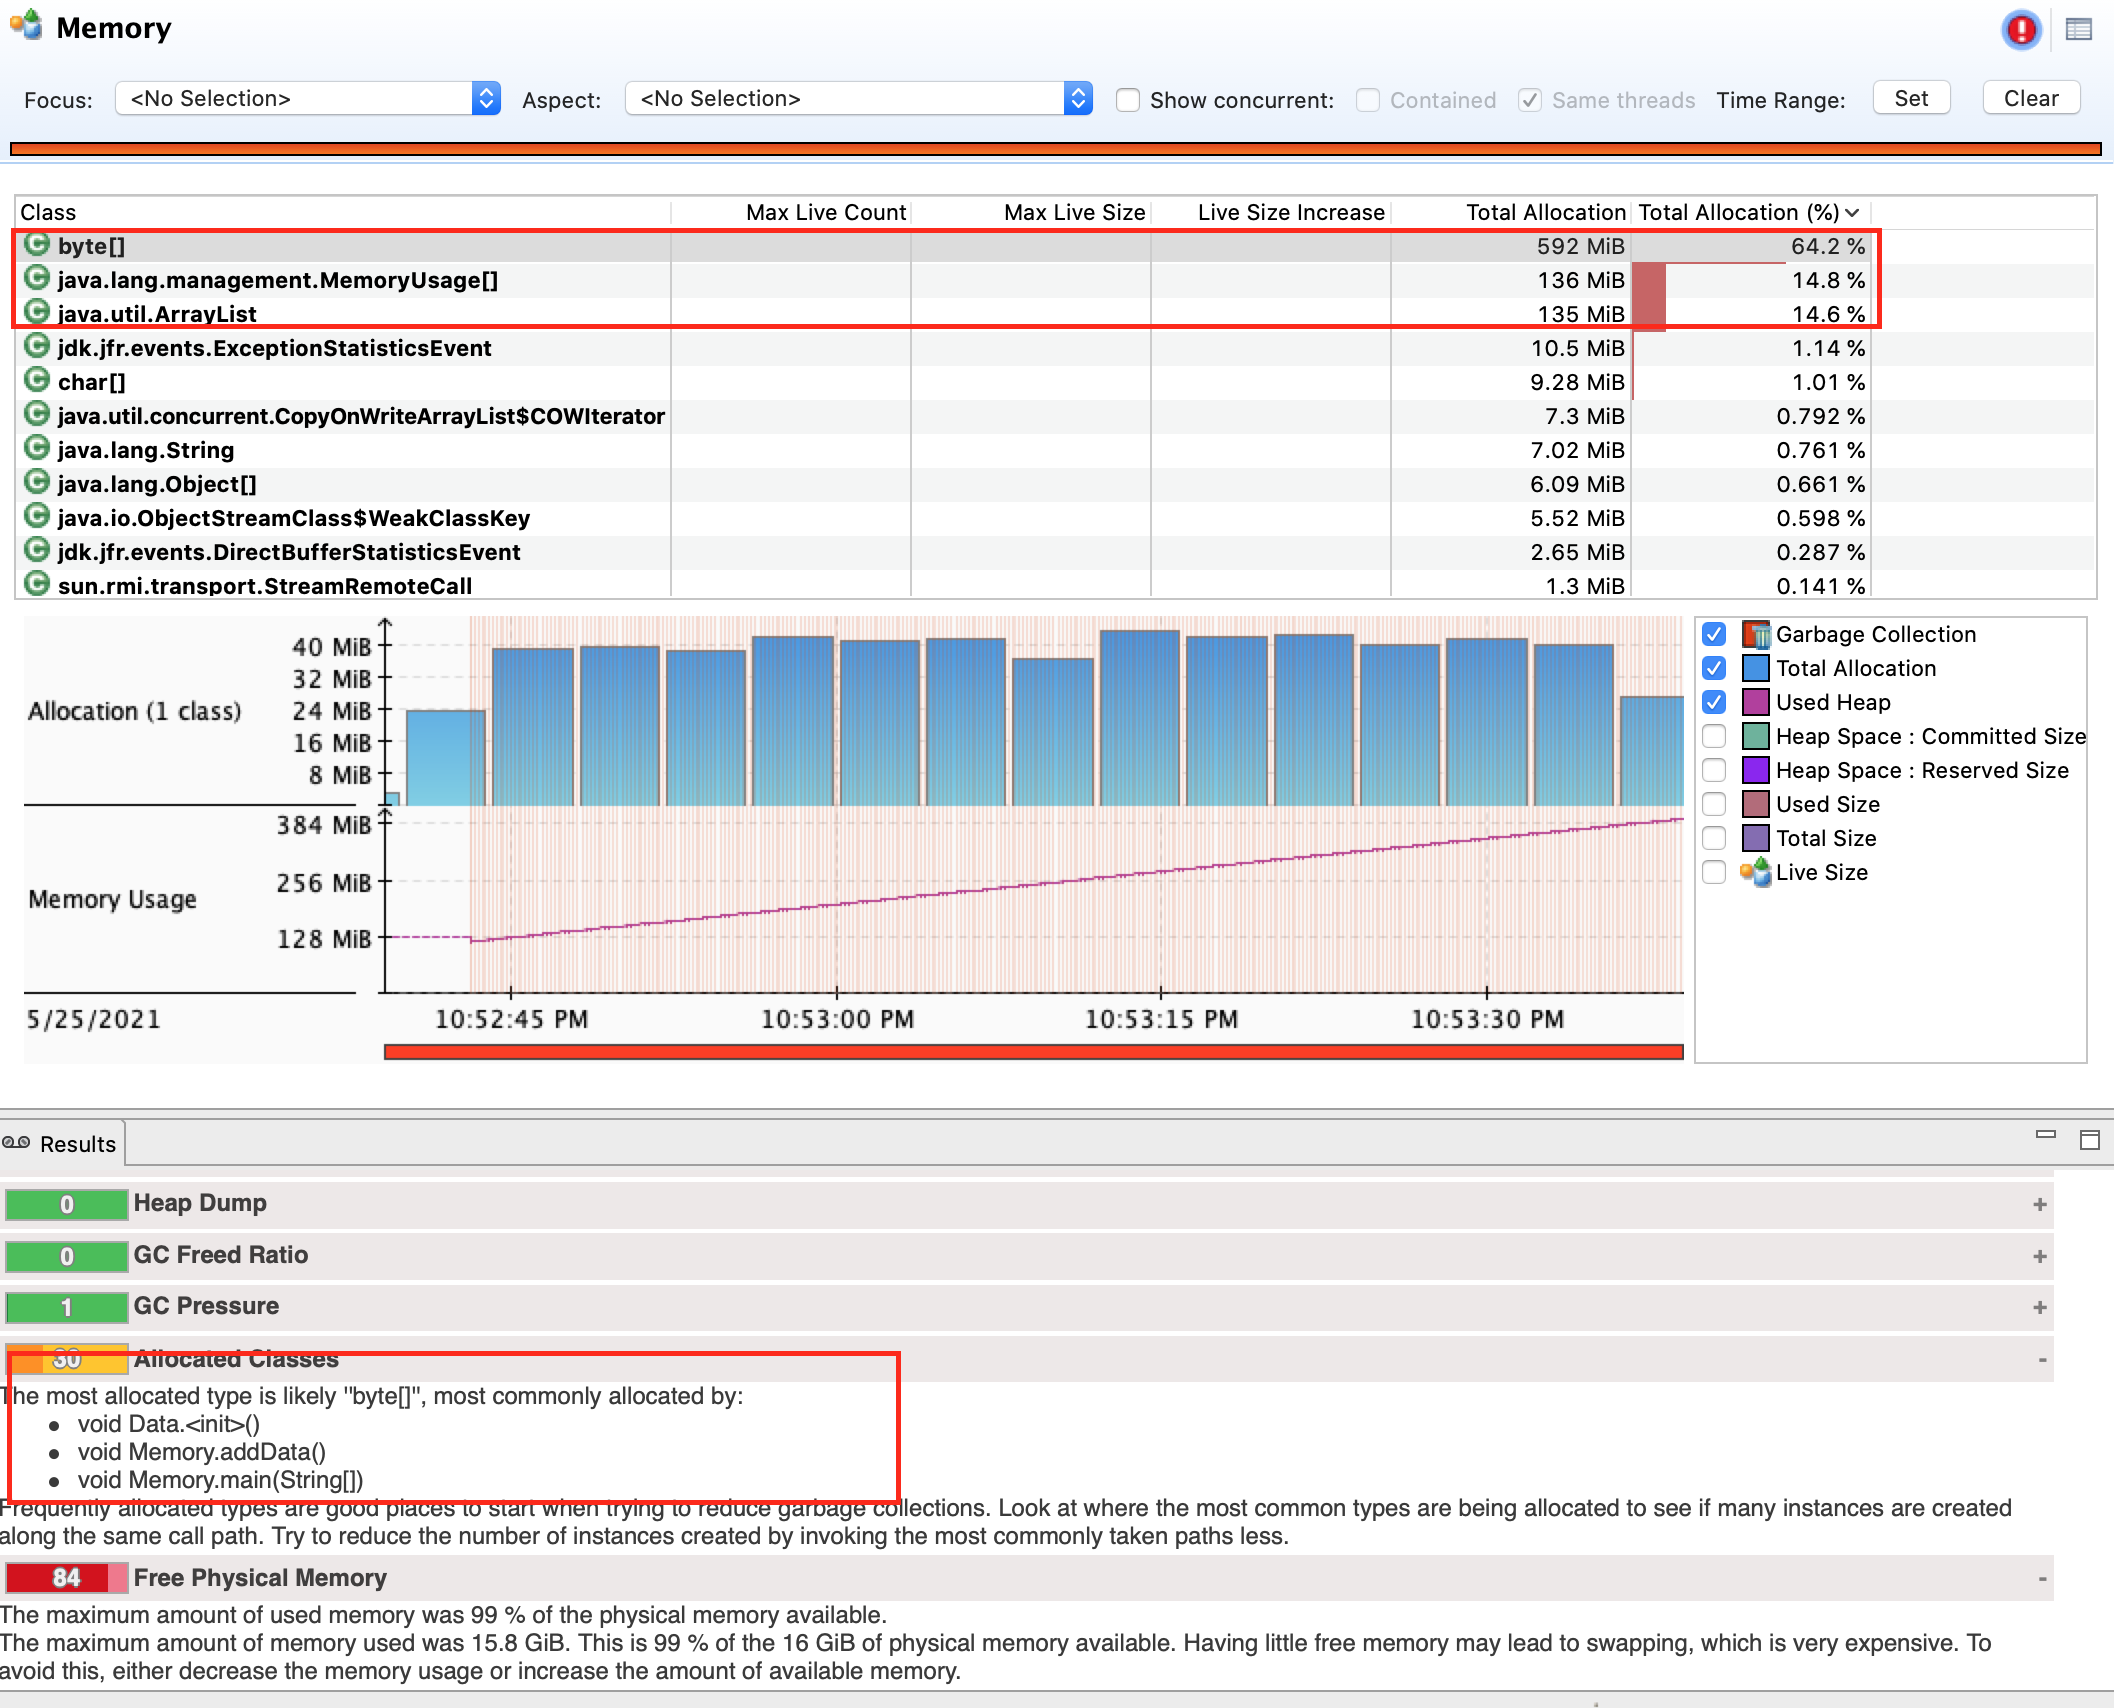 Memory
Focus: <No Selection> Aspect: <No Selection> Show concurrent: Contained Same threads Time Range: Set Clear
Class Max Live Count Max Live Size Live Size Increase Total Allocation Total Allocation (%)
byte[] 592 MiB 64.2 %
java.lang.management.MemoryUsage[] 136 MiB 14.8 %
java.util.ArrayList 135 MiB 14.6 %
jdk.jfr.events.ExceptionStatisticsEvent 10.5 MiB 1.14 %
char[] 9.28 MiB 1.01 %
java.util.concurrent.CopyOnWriteArrayList$COWIterator 7.3 MiB 0.792 %
java.lang.String 7.02 MiB 0.761 %
java.lang.Object[] 6.09 MiB 0.661 %
java.io.ObjectStreamClass$WeakClassKey 5.52 MiB 0.598 %
jdk.jfr.events.DirectBufferStatisticsEvent 2.65 MiB 0.287 %
sun.rmi.transport.StreamRemoteCall 1.3 MiB 0.141 %
Allocation (1 class)
40 MiB
32 MiB
24 MiB
16 MiB
8 MiB
Memory Usage
384 MiB
256 MiB
128 MiB
5/25/2021 10:52:45 PM 10:53:00 PM 10:53:15 PM 10:53:30 PM
Garbage Collection
Total Allocation
Used Heap
Heap Space : Committed Size
Heap Space : Reserved Size
Used Size
Total Size
Live Size
Results
0 Heap Dump +
0 GC Freed Ratio +
1 GC Pressure +
30 Allocated Classes -
The most allocated type is likely "byte[]", most commonly allocated by:
• void Data.<init>()
• void Memory.addData()
• void Memory.main(String[])
Frequently allocated types are good places to start when trying to reduce garbage collections. Look at where the most common types are being allocated to see if many instances are created
along the same call path. Try to reduce the number of instances created by invoking the most commonly taken paths less.
84 Free Physical Memory -
The maximum amount of used memory was 99 % of the physical memory available.
The maximum amount of memory used was 15.8 GiB. This is 99 % of the 16 GiB of physical memory available. Having little free memory may lead to swapping, which is very expensive. To
avoid this, either decrease the memory usage or increase the amount of available memory.